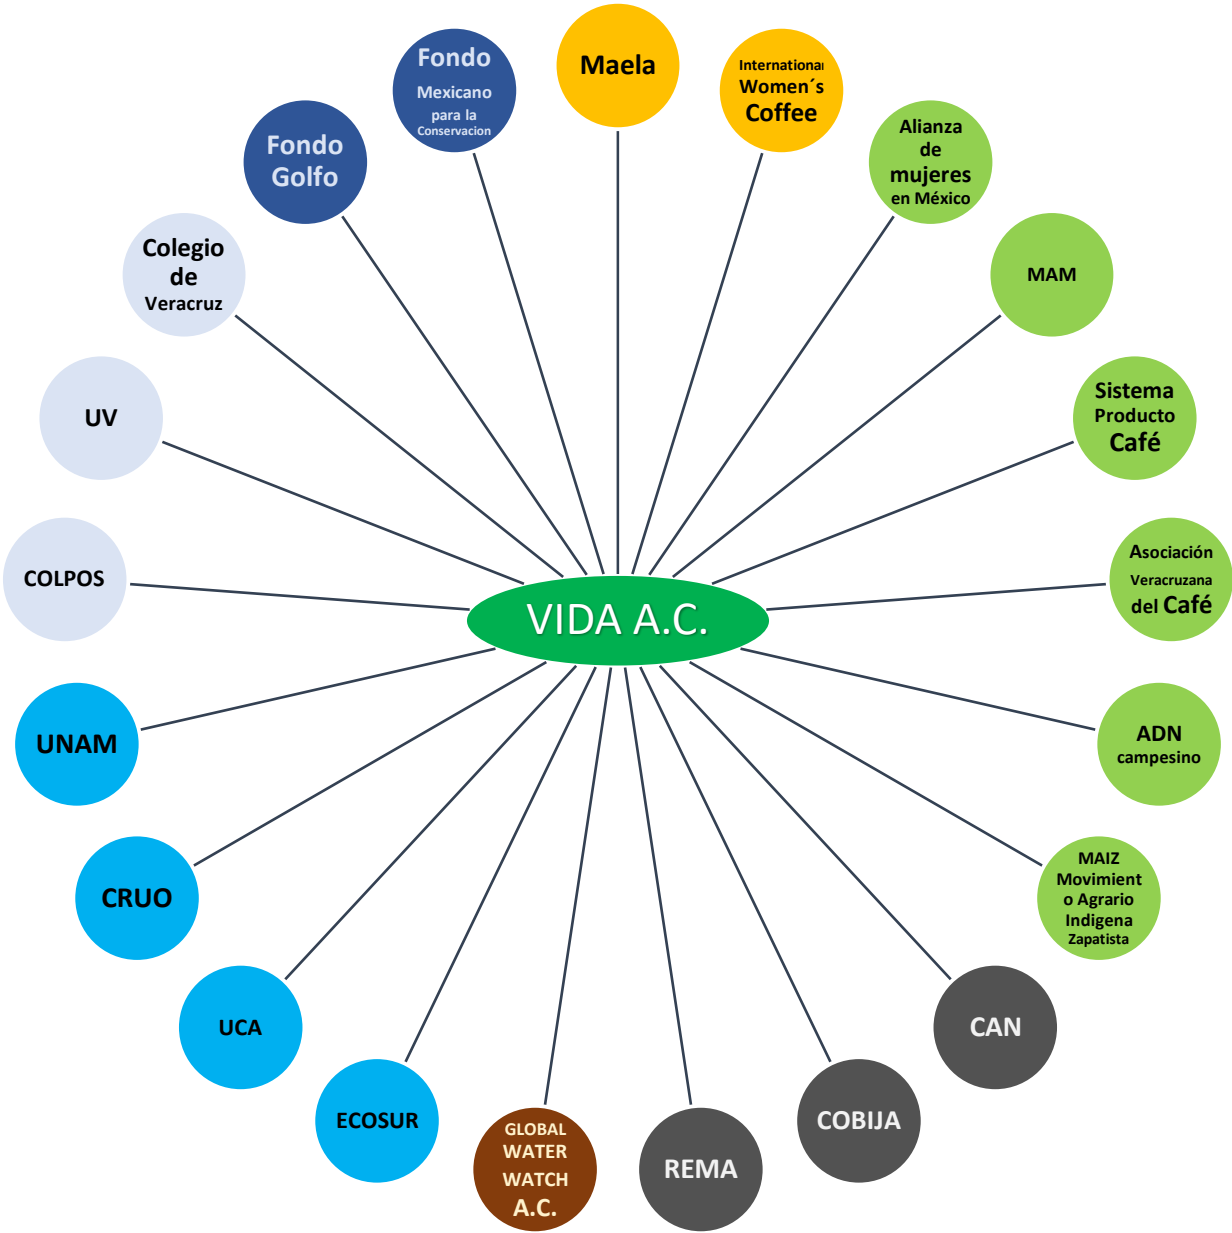 Maela
International
Women´s
Coffee
Alianza
de
mujeres
en México
MAM
Sistema
Producto
Café
Asociación
Veracruzana
del Café
ADN
campesino
MAIZ
Movimient
o Agrario
Indigena
Zapatista
CAN
COBIJA
REMA
GLOBAL
WATER
WATCH
A.C.
ECOSUR
UCA
CRUO
UNAM
COLPOS
UV
Colegio
de
Veracruz
Fondo
Golfo
Fondo
Mexicano
para la
Conservacion
VIDA A.C.